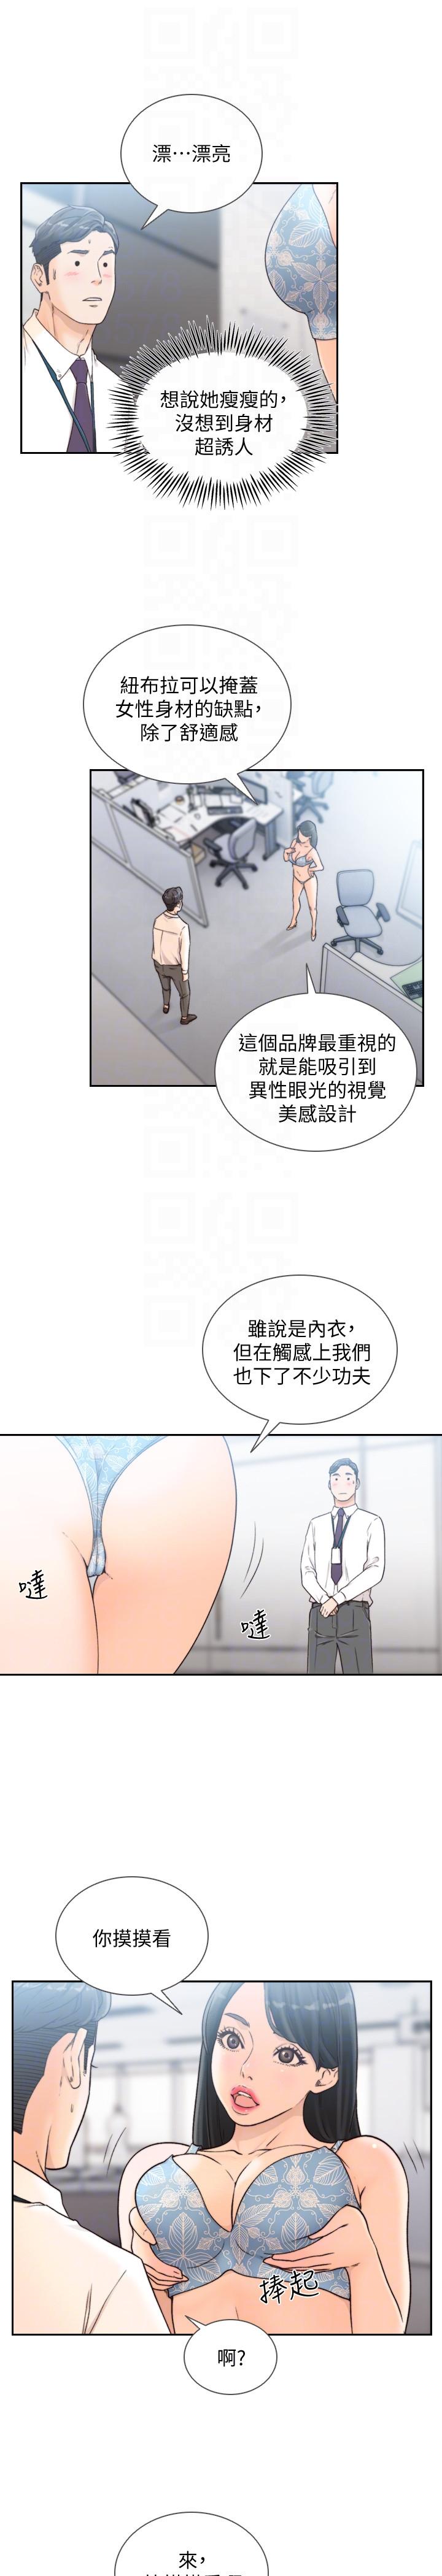 漂⋯漂亮
想說她瘦瘦的，
沒想到身材
超誘人
紐布拉可以掩蓋
女性身材的缺點，
除了舒適感
這個品牌最重視的
就是能吸引到
異性眼光的視覺
美感設計
雖說是內衣，
但在觸感上我們
也下了不少功夫
噠
噠
你摸摸看
捧起
啊?
來，